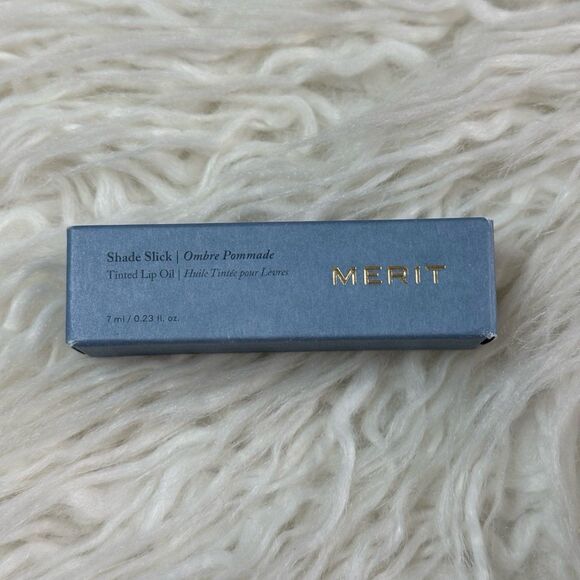 Shade Slick | Ombre Pommade
Tinted Lip Oil | Huile Tintée pour Lèvres
MERIT
7 ml / 0.23 fl. oz.